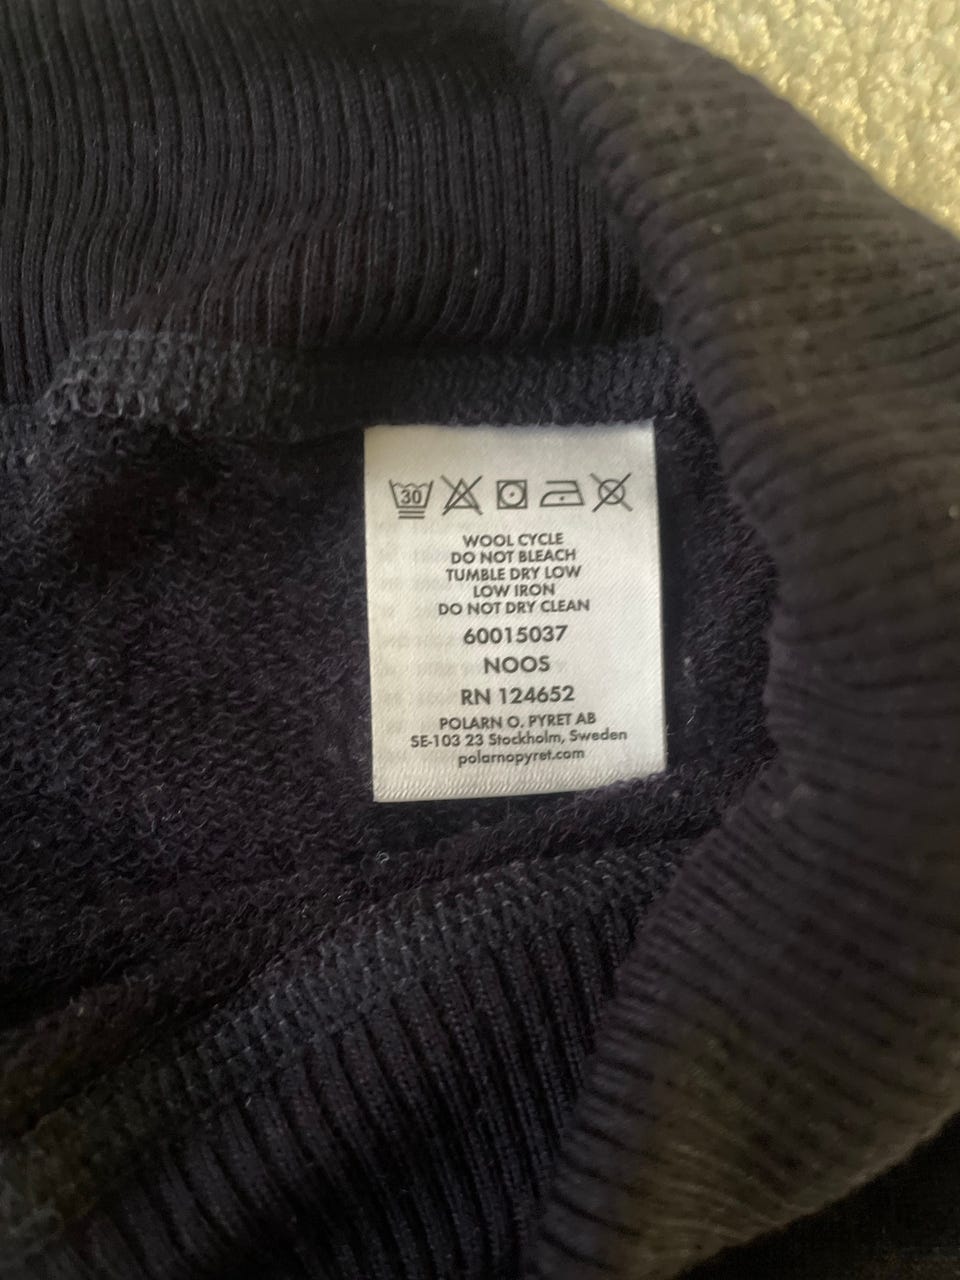 30
WOOL CYCLE
DO NOT BLEACH
TUMBLE DRY LOW
LOW IRON
DO NOT DRY CLEAN
60015037
NOOS
RN 124652
POLARN O. PYRET AB
SE-103 23 Stockholm, Sweden
polarnopyret.com